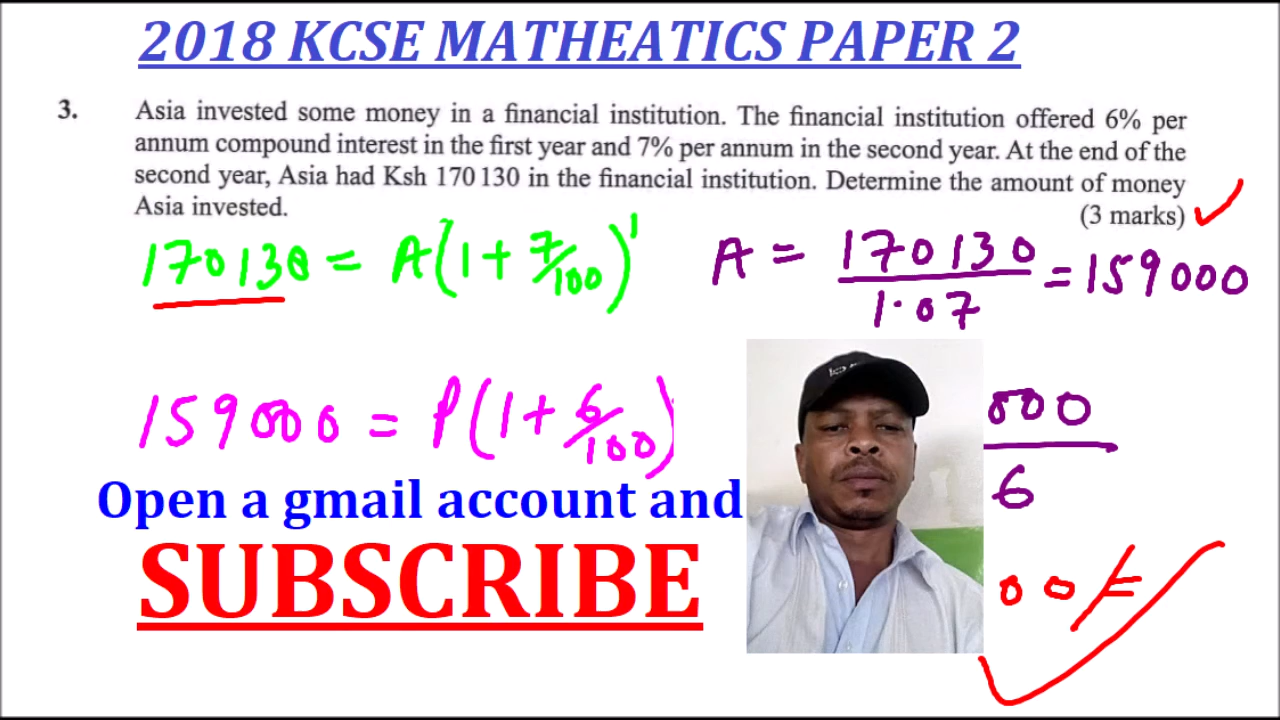 2018 KCSE MATHEATICS PAPER 2
3. Asia invested some money in a financial institution. The financial institution offered 6% per
annum compound interest in the first year and 7% per annum in the second year. At the end of the
second year, Asia had Ksh 170 130 in the financial institution. Determine the amount of money
Asia invested. (3 marks)
170130 = A(1 + 7/100)^1
A = 170130/1.07 = 159000
159000 = P(1 + 6/100)
000
6
00/=
Open a gmail account and
SUBSCRIBE